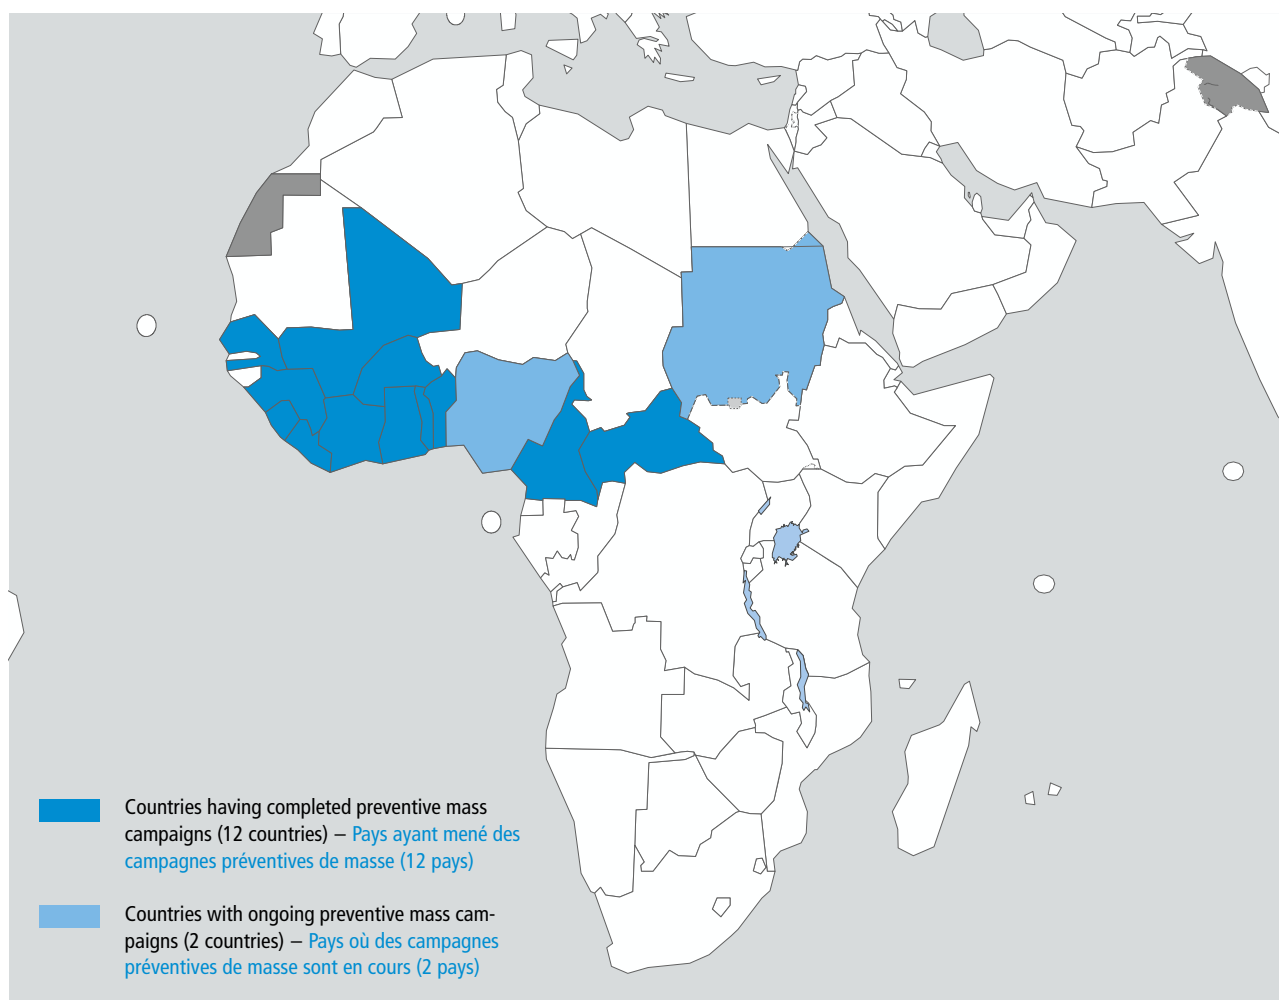 Countries having completed preventive mass
campaigns (12 countries) – Pays ayant mené des
campagnes préventives de masse (12 pays)
Countries with ongoing preventive mass cam-
paigns (2 countries) – Pays où des campagnes
préventives de masse sont en cours (2 pays)